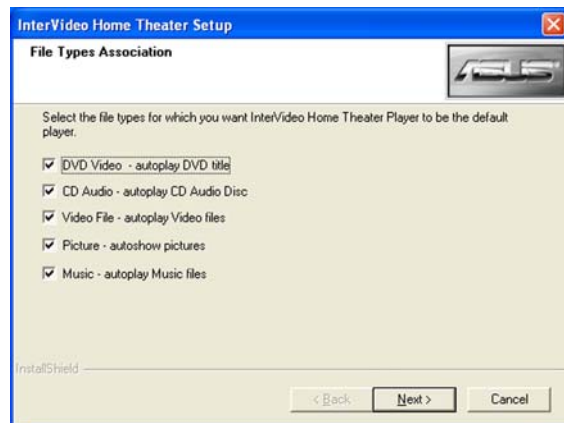 InterVideo Home Theater Setup
File Types Association
ASUS
Select the file types for which you want InterVideo Home Theater Player to be the default
player.
DVD Video - autoplay DVD title
CD Audio - autoplay CD Audio Disc
Video File - autoplay Video files
Picture - autoshow pictures
Music - autoplay Music files
InstallShield
< Back
Next >
Cancel